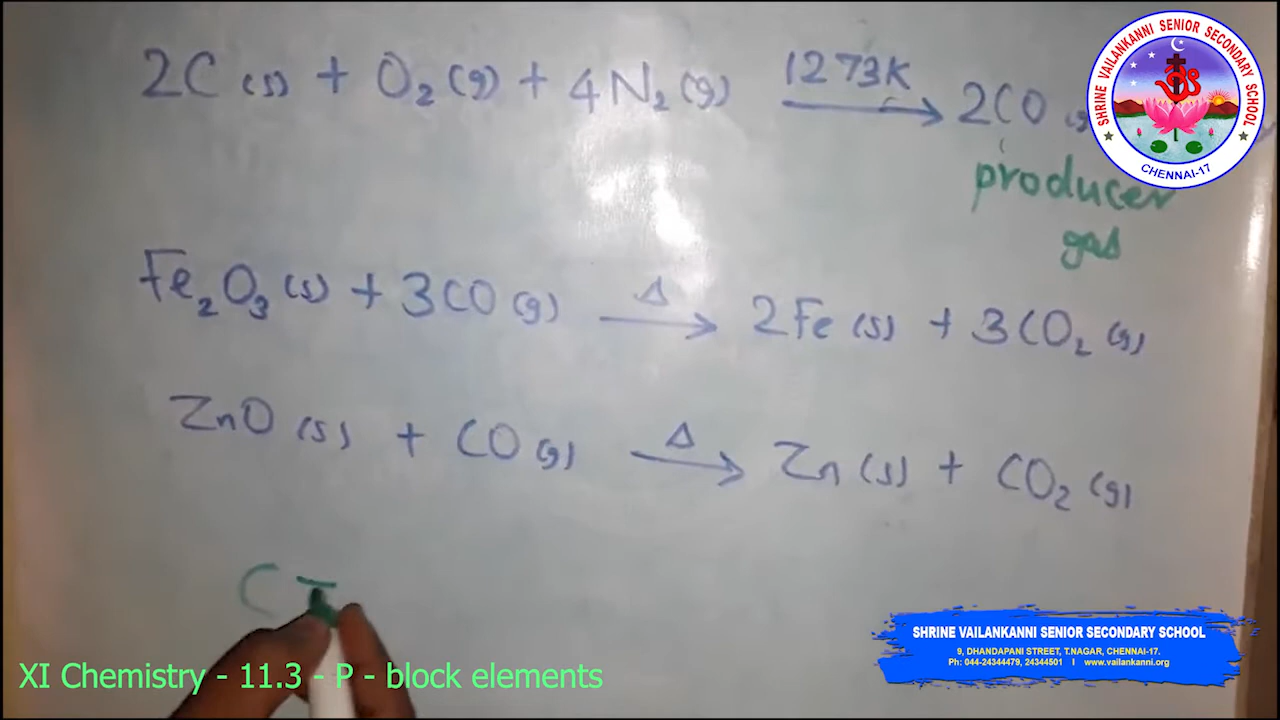 2C (s) + O₂ (g) + 4N₂ (g) 1273K → 2CO
producer
gas
Fe₂O₃ (s) + 3CO (g) Δ → 2Fe (s) + 3CO₂ (g)
ZnO (s) + CO (g) Δ → Zn (s) + CO₂ (g)
C
SHRINE VAILANKANNI SENIOR SECONDARY SCHOOL
CHENNAI-17
SHRINE VAILANKANNI SENIOR SECONDARY SCHOOL
9, DHANDAPANI STREET, T.NAGAR, CHENNAI-17.
Ph: 044-24344479, 24344501 I www.vailankanni.org
XI Chemistry - 11.3 - P - block elements